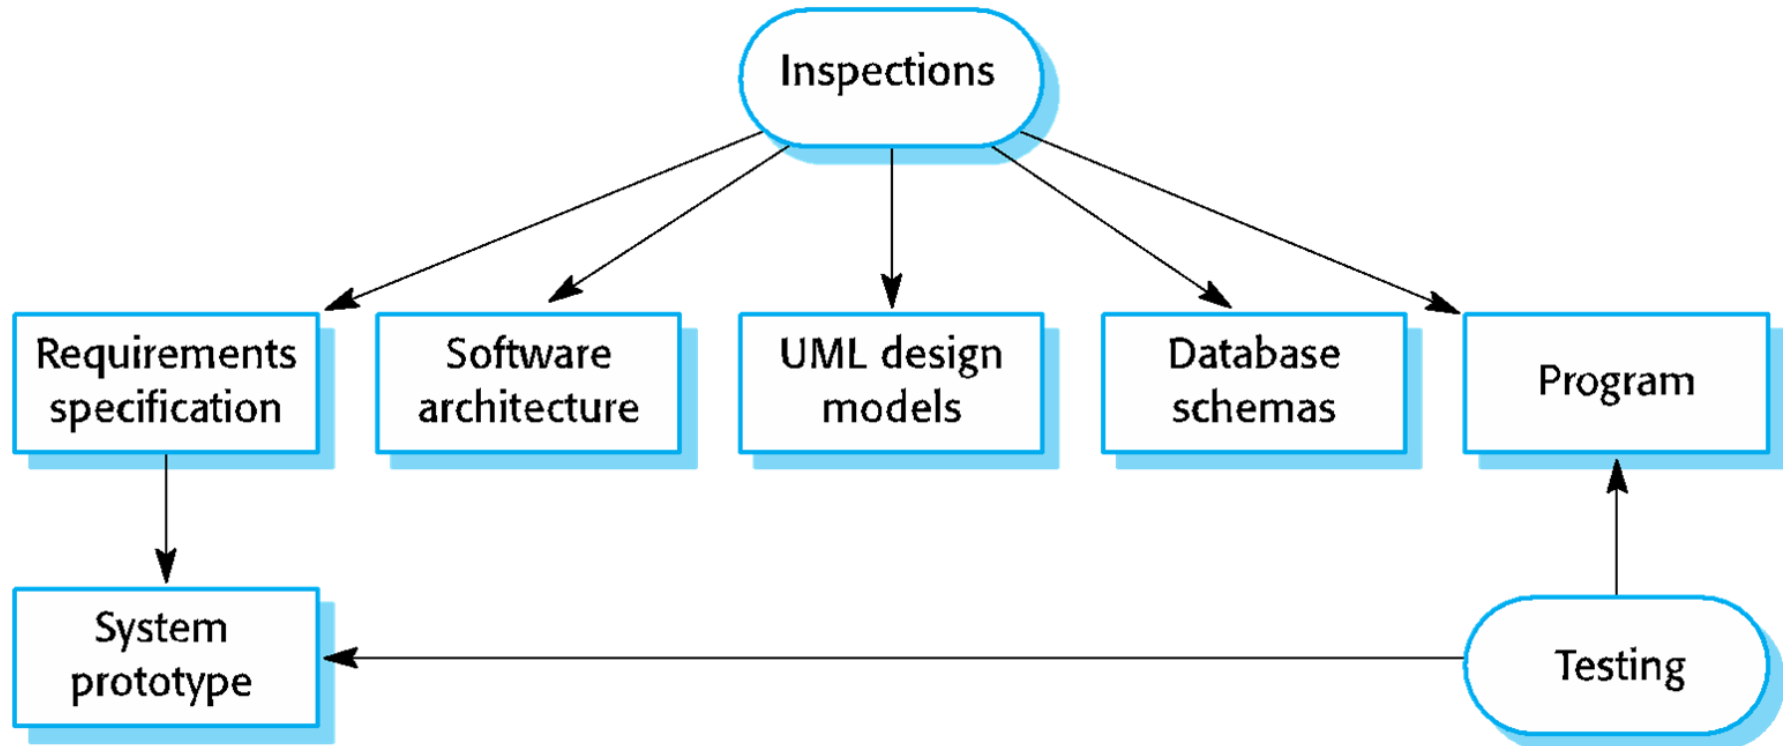 Inspections
Requirements
specification
Software
architecture
UML design
models
Database
schemas
Program
System
prototype
Testing